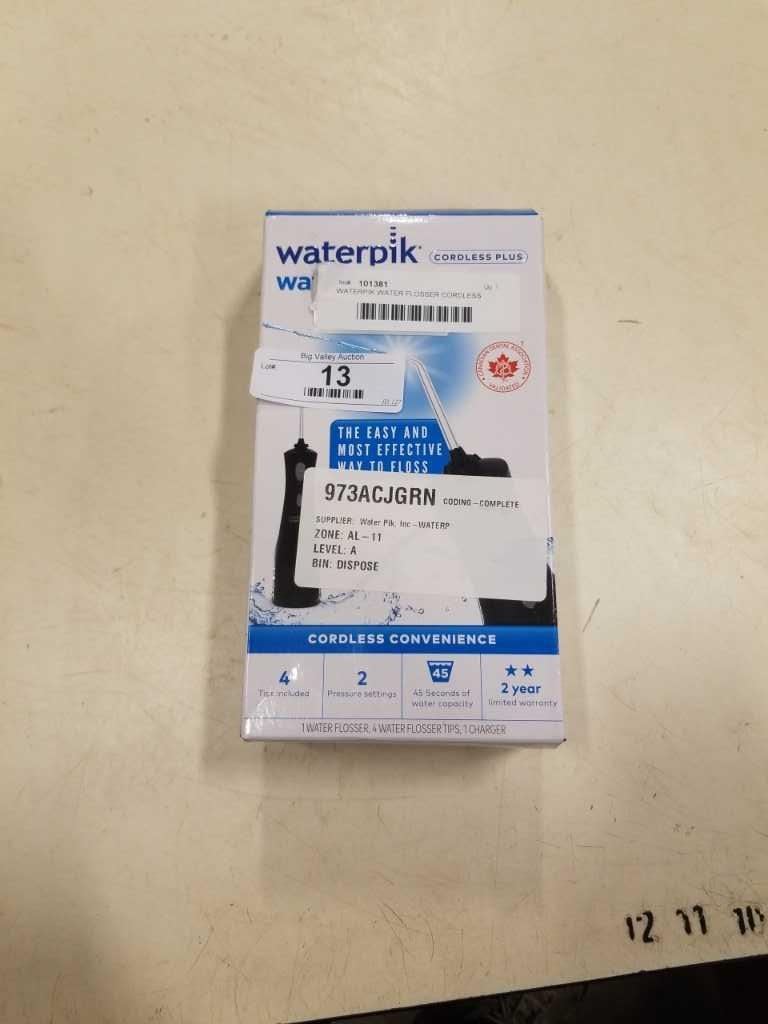 waterpik CORDLESS PLUS
wa
Item# 101381
WATERPIK WATER FLOSSER CORDLESS
Big Valley Auction
Lot#
13
CANADIAN DENTAL ASSOCIATION
THE EASY AND
MOST EFFECTIVE
WAY TO FLOSS
973ACJGRN CODING-COMPLETE
SUPPLIER: Water Pik, Inc-WATERP
ZONE: AL-11
LEVEL: A
BIN: DISPOSE
CORDLESS CONVENIENCE
4
Tips included
2
Pressure settings
45
45 Seconds of
water capacity
2 year
limited warranty
1 WATER FLOSSER, 4 WATER FLOSSER TIPS, 1 CHARGER
12 11 10